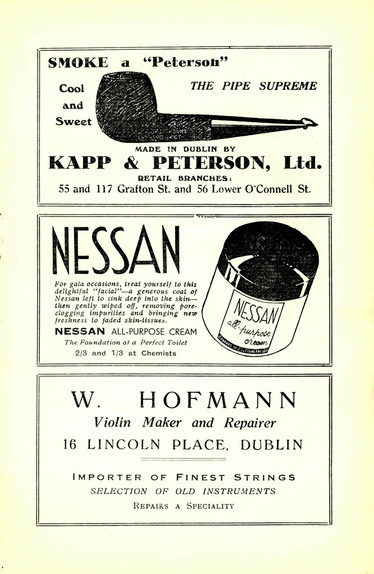 SMOKE a "Peterson"
Cool
and
Sweet
THE PIPE SUPREME
MADE IN DUBLIN BY
KAPP & PETERSON, Ltd.
RETAIL BRANCHES:
55 and 117 Grafton St. and 56 Lower O'Connell St.
NESSAN
For gala occasions, treat yourself to this
delightful "facial"—a generous coat of
Nessan left to sink deep into the skin—
then gently wiped off, removing pore-
clogging impurities and bringing new
freshness to jaded skin-tissues.
NESSAN ALL-PURPOSE CREAM
The Foundation of a Perfect Toilet
2/3 and 1/3 at Chemists
NESSAN
all-purpose
cream
W. HOFMANN
Violin Maker and Repairer
16 LINCOLN PLACE, DUBLIN
IMPORTER OF FINEST STRINGS
SELECTION OF OLD INSTRUMENTS
REPAIRS A SPECIALITY